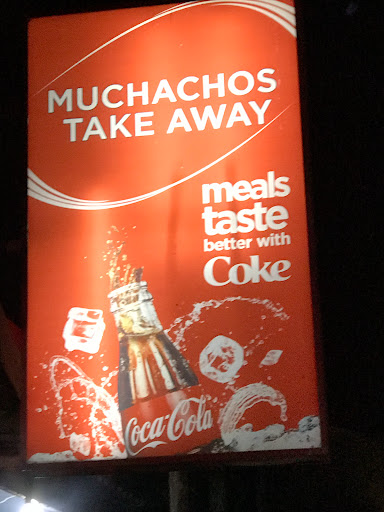 MUCHACHOS
TAKE AWAY
meals
taste
better with
Coke
Coca-Cola